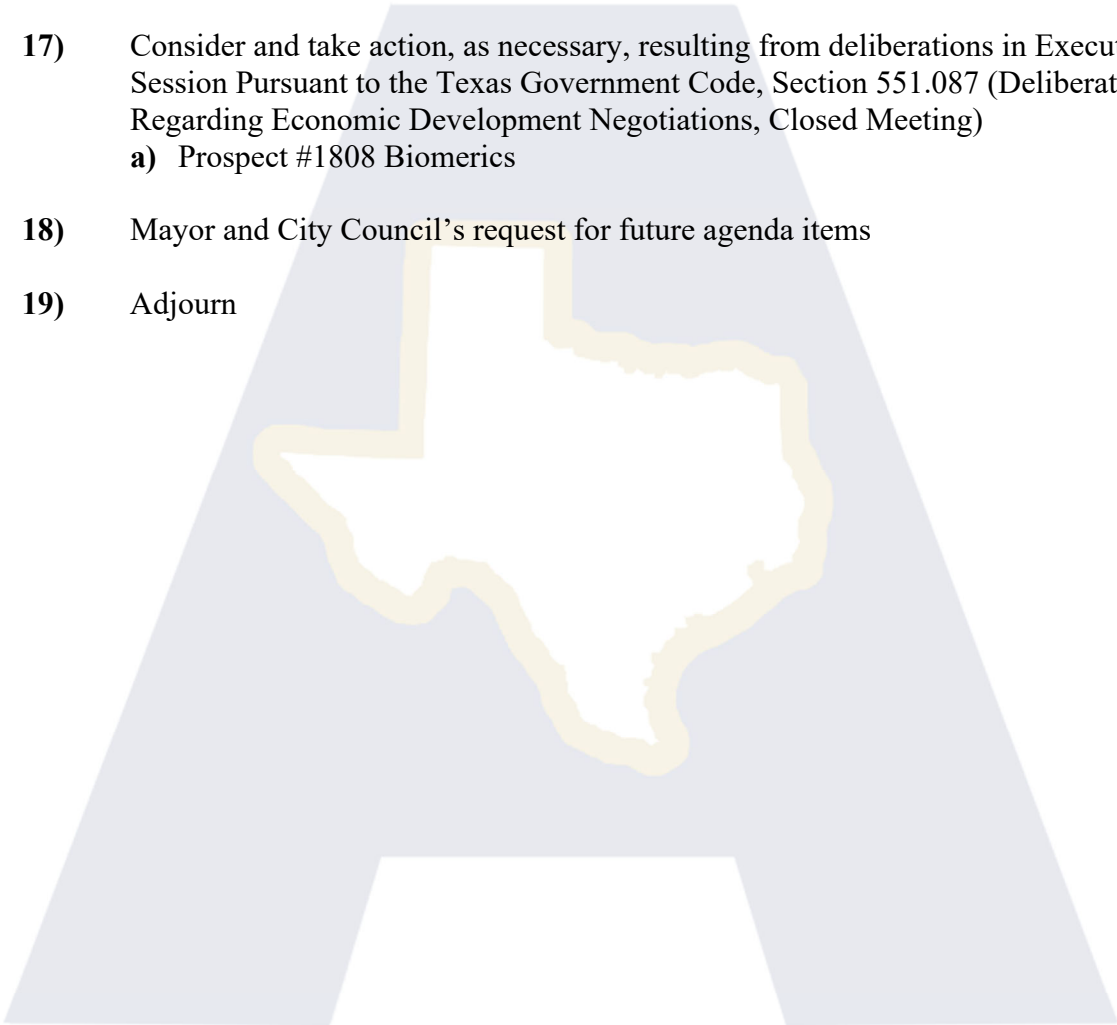 17) Consider and take action, as necessary, resulting from deliberations in
Session Pursuant to the Texas Government Code, Section 551.087
Regarding Economic Development Negotiations, Closed Meeting)
a) Prospect #1808 Biomerics
18) Mayor and City Council’s request for future agenda items
19) Adjourn